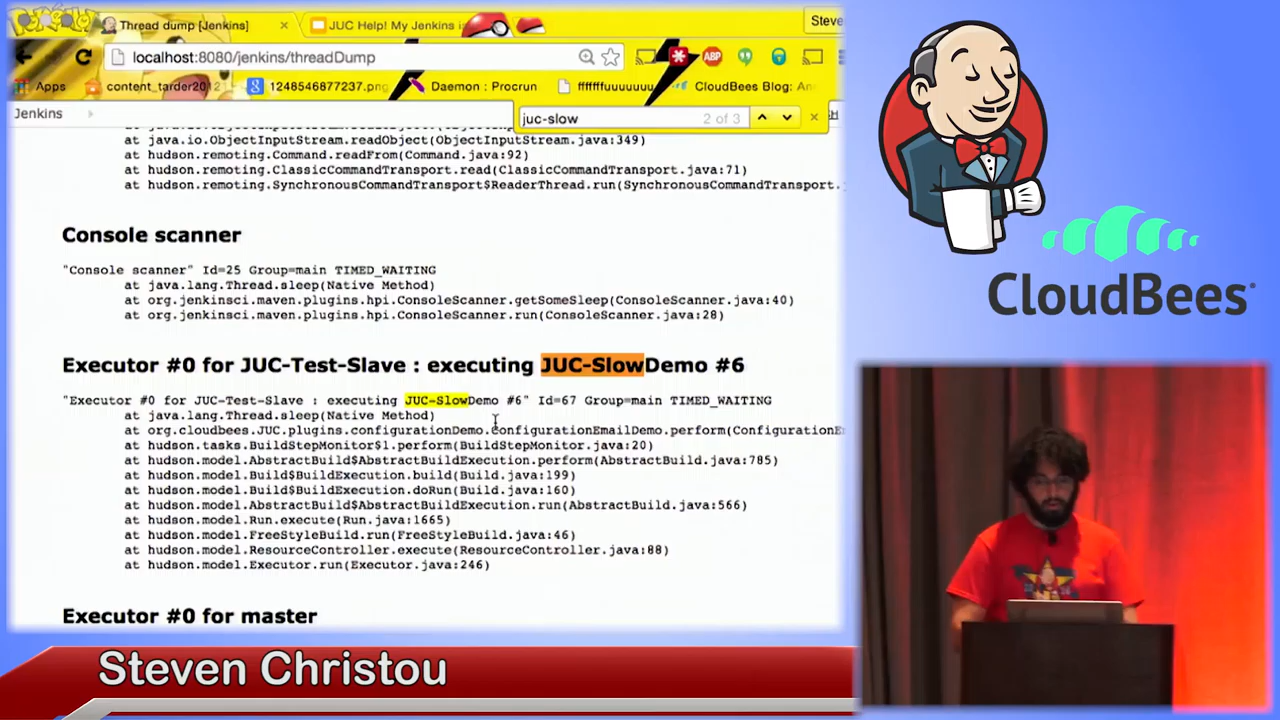 Thread dump [Jenkins]
JUC Help! My Jenkins is
Steve
localhost:8080/jenkins/threadDump
ABP
Apps
content_tarder2012
1248546877237.png
Daemon : Procrun
ffffffuuuuuuu
CloudBees Blog: An
Jenkins
juc-slow
2 of 3
at java.io.ObjectInputStream.readObject(ObjectInputStream.java:349)
at hudson.remoting.Command.readFrom(Command.java:92)
at hudson.remoting.ClassicCommandTransport.read(ClassicCommandTransport.java:71)
at hudson.remoting.SynchronousCommandTransport$ReaderThread.run(SynchronousCommandTransport.
Console scanner
"Console scanner" Id=25 Group=main TIMED_WAITING
at java.lang.Thread.sleep(Native Method)
at org.jenkinsci.maven.plugins.hpi.ConsoleScanner.getSomeSleep(ConsoleScanner.java:40)
at org.jenkinsci.maven.plugins.hpi.ConsoleScanner.run(ConsoleScanner.java:28)
Executor #0 for JUC-Test-Slave : executing JUC-SlowDemo #6
"Executor #0 for JUC-Test-Slave : executing JUC-SlowDemo #6" Id=67 Group=main TIMED_WAITING
at java.lang.Thread.sleep(Native Method)
at org.cloudbees.JUC.plugins.configurationDemo.ConfigurationEmailDemo.perform(ConfigurationE
at hudson.tasks.BuildStepMonitor$1.perform(BuildStepMonitor.java:20)
at hudson.model.AbstractBuild$AbstractBuildExecution.perform(AbstractBuild.java:785)
at hudson.model.Build$BuildExecution.build(Build.java:199)
at hudson.model.Build$BuildExecution.doRun(Build.java:160)
at hudson.model.AbstractBuild$AbstractBuildExecution.run(AbstractBuild.java:566)
at hudson.model.Run.execute(Run.java:1665)
at hudson.model.FreeStyleBuild.run(FreeStyleBuild.java:46)
at hudson.model.ResourceController.execute(ResourceController.java:88)
at hudson.model.Executor.run(Executor.java:246)
Executor #0 for master
CloudBees
Steven Christou